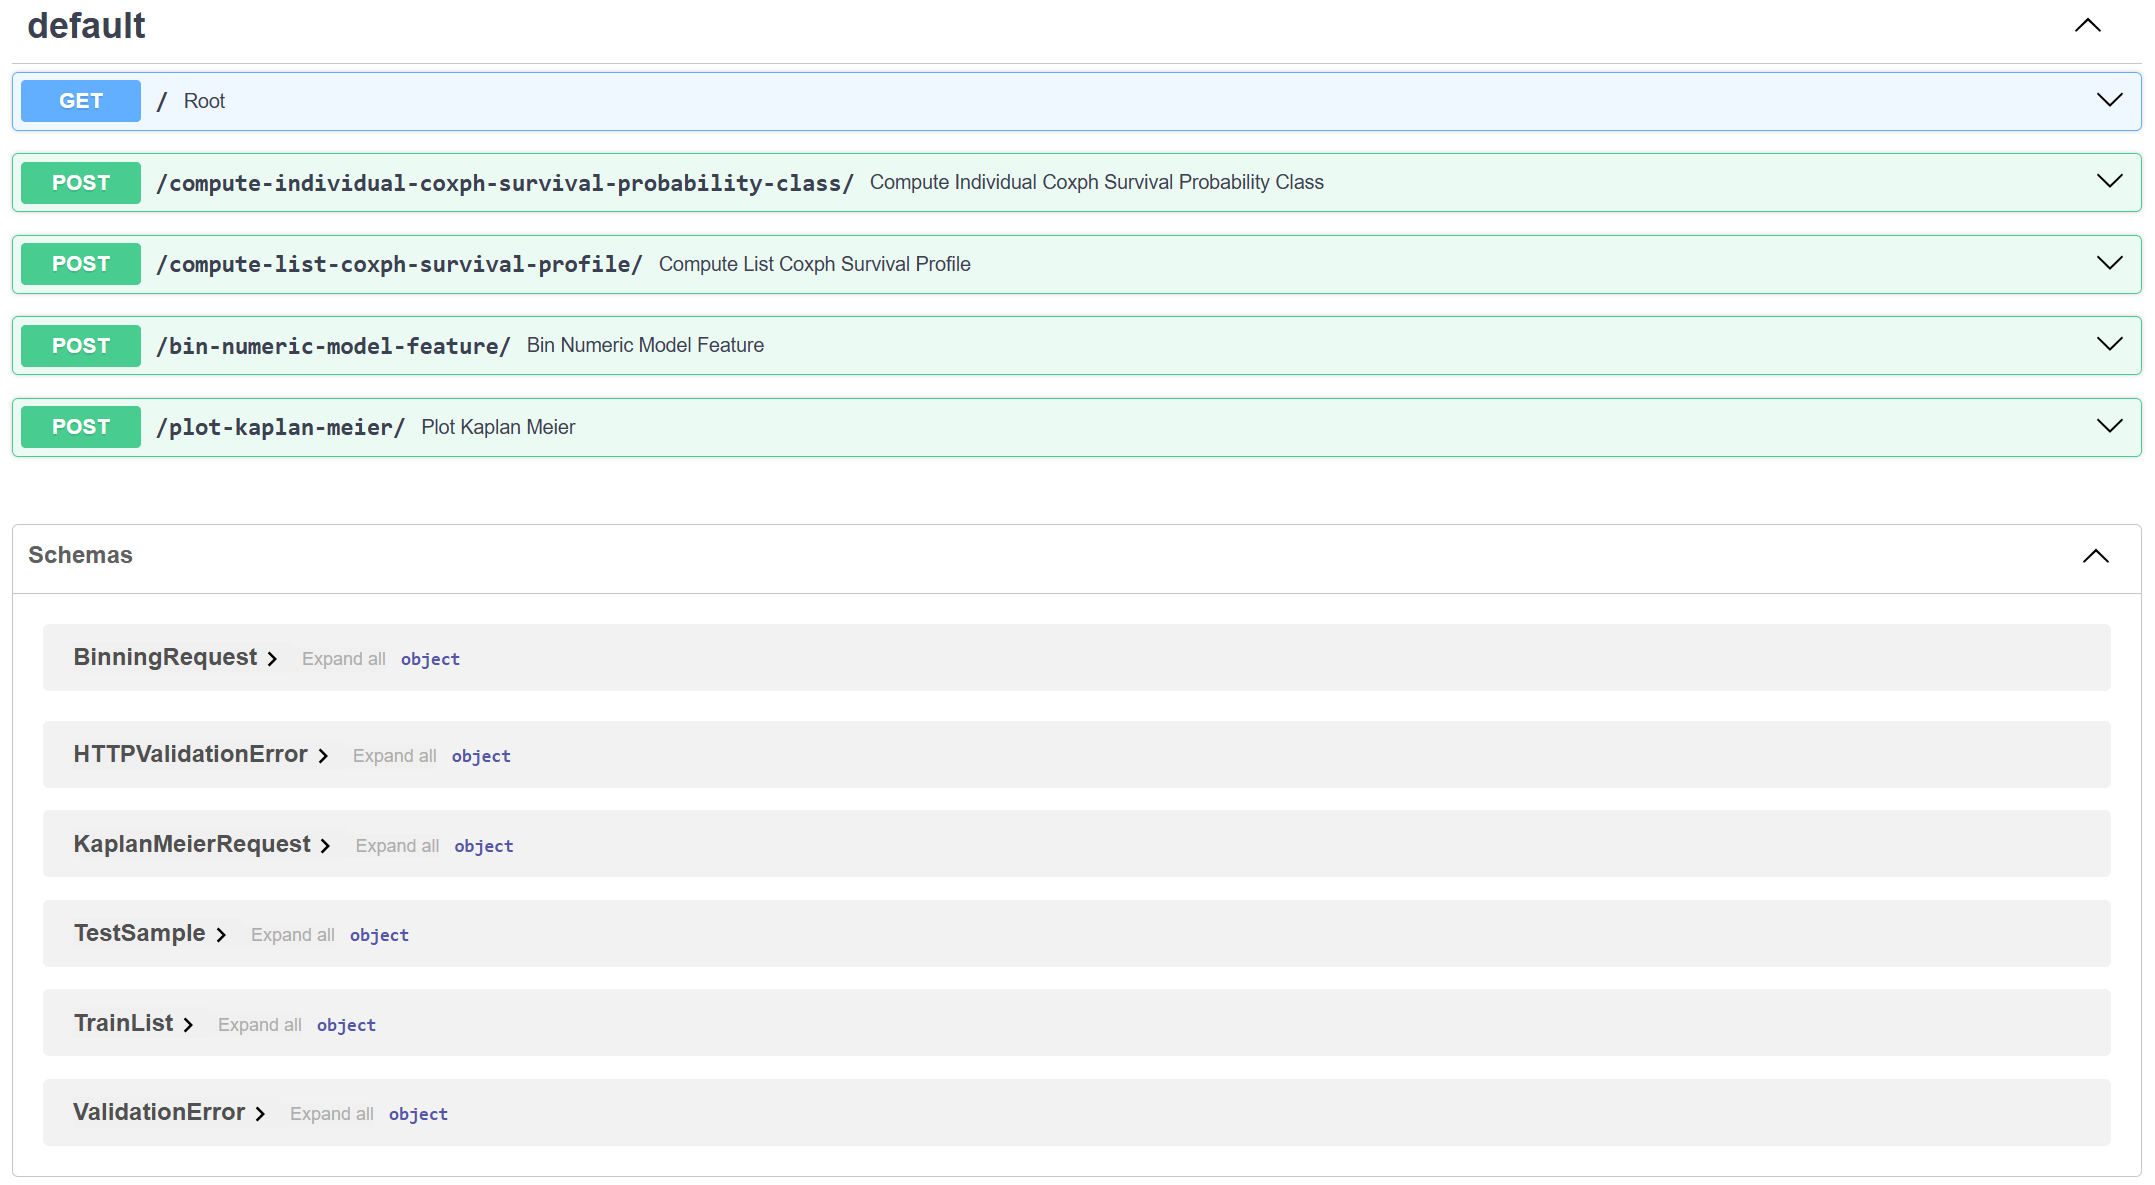 default
GET / Root
POST /compute-individual-coxph-survival-probability-class/ Compute Individual Coxph Survival Probability Class
POST /compute-list-coxph-survival-profile/ Compute List Coxph Survival Profile
POST /bin-numeric-model-feature/ Bin Numeric Model Feature
POST /plot-kaplan-meier/ Plot Kaplan Meier
Schemas
BinningRequest Expand all object
HTTPValidationError Expand all object
KaplanMeierRequest Expand all object
TestSample Expand all object
TrainList Expand all object
ValidationError Expand all object